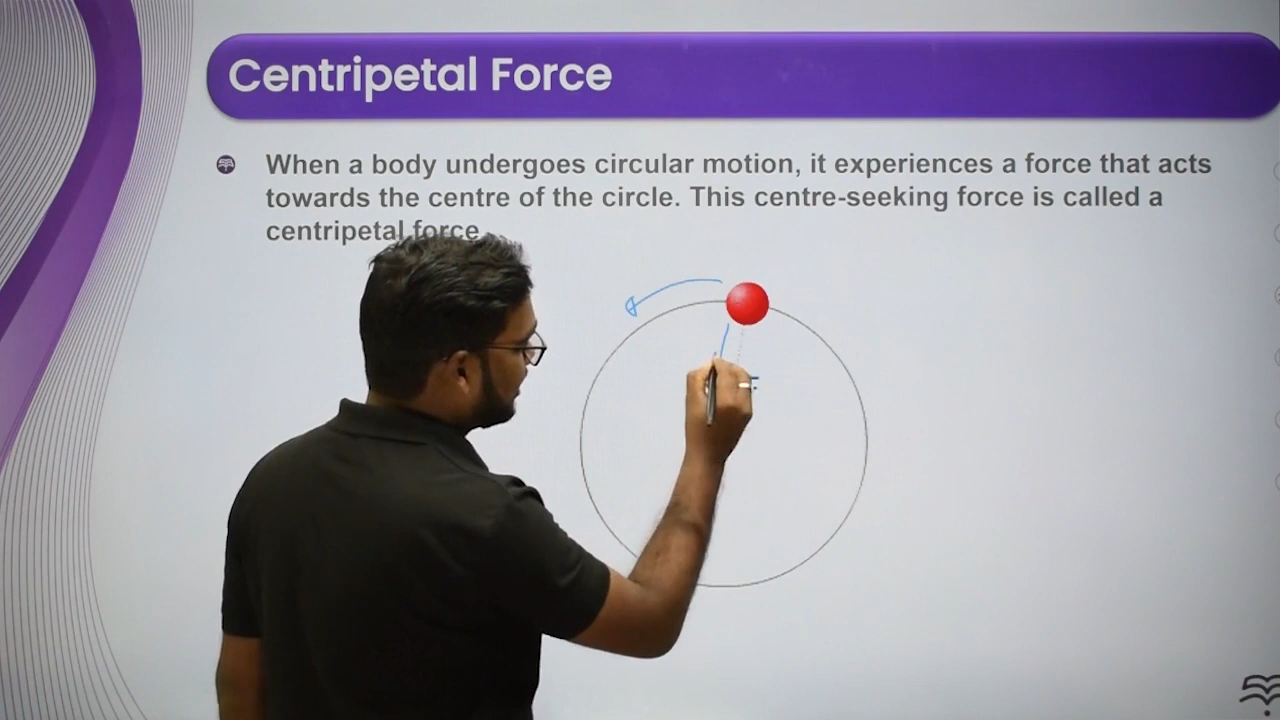 Centripetal Force
When a body undergoes circular motion, it experiences a force that acts
towards the centre of the circle. This centre-seeking force is called a
centripetal force